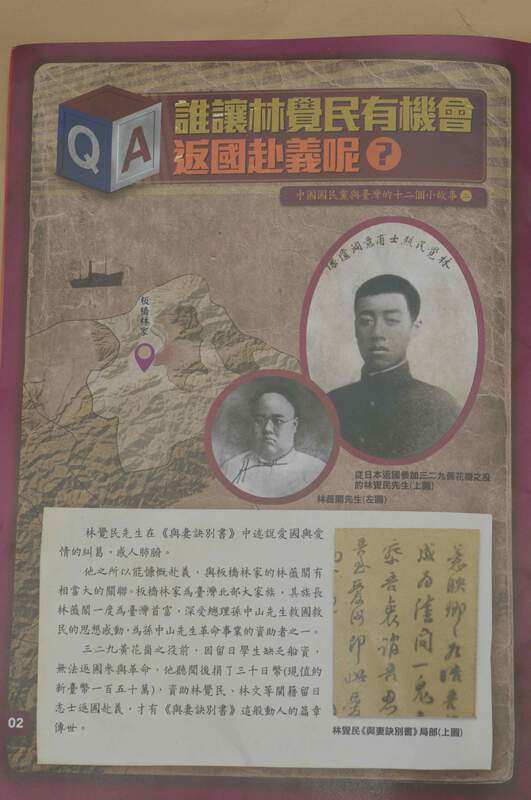 QA
誰讓林覺民有機會
返國赴義呢?
中國國民黨與臺灣的十二個小故事 二
林覺民烈士肖意洞遺像
板橋林家
從日本返國參加三二九黃花崗之役
的林覺民先生(上圖)
林薇閣先生(左圖)
林覺民先生在《與妻訣別書》中述説愛國與愛
情的糾葛,感人肺腑。
他之所以能慷慨赴義,與板橋林家的林薇閣有
相當大的關聯。板橋林家為臺灣北部大家族,其族長
林薇閣一度為臺灣首富,深受總理孫中山先生救國救
民的思想感動,為孫中山先生革命事業的資助者之一。
三二九黃花崗之役前,因留日學生缺乏船資,
無法返國參與革命,他聽聞後捐了三千日幣(現值約
新臺幣一百五十萬),資助林覺民、林文等閩籍留日
志士返國赴義,才有《與妻訣別書》這般動人的篇章
傳世。
林覺民《與妻訣別書》局部(上圖)
02